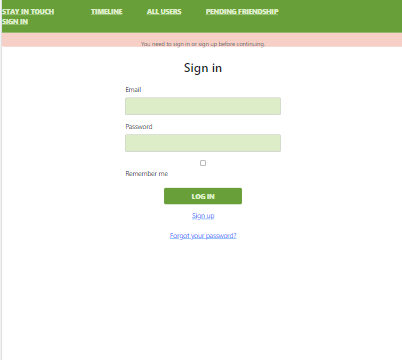 STAY IN TOUCH TIMELINE ALL USERS PENDING FRIENDSHIP
SIGN IN
You need to sign in or sign up before continuing.
Sign in
Email
Password
Remember me
LOG IN
Sign up
Forgot your password?